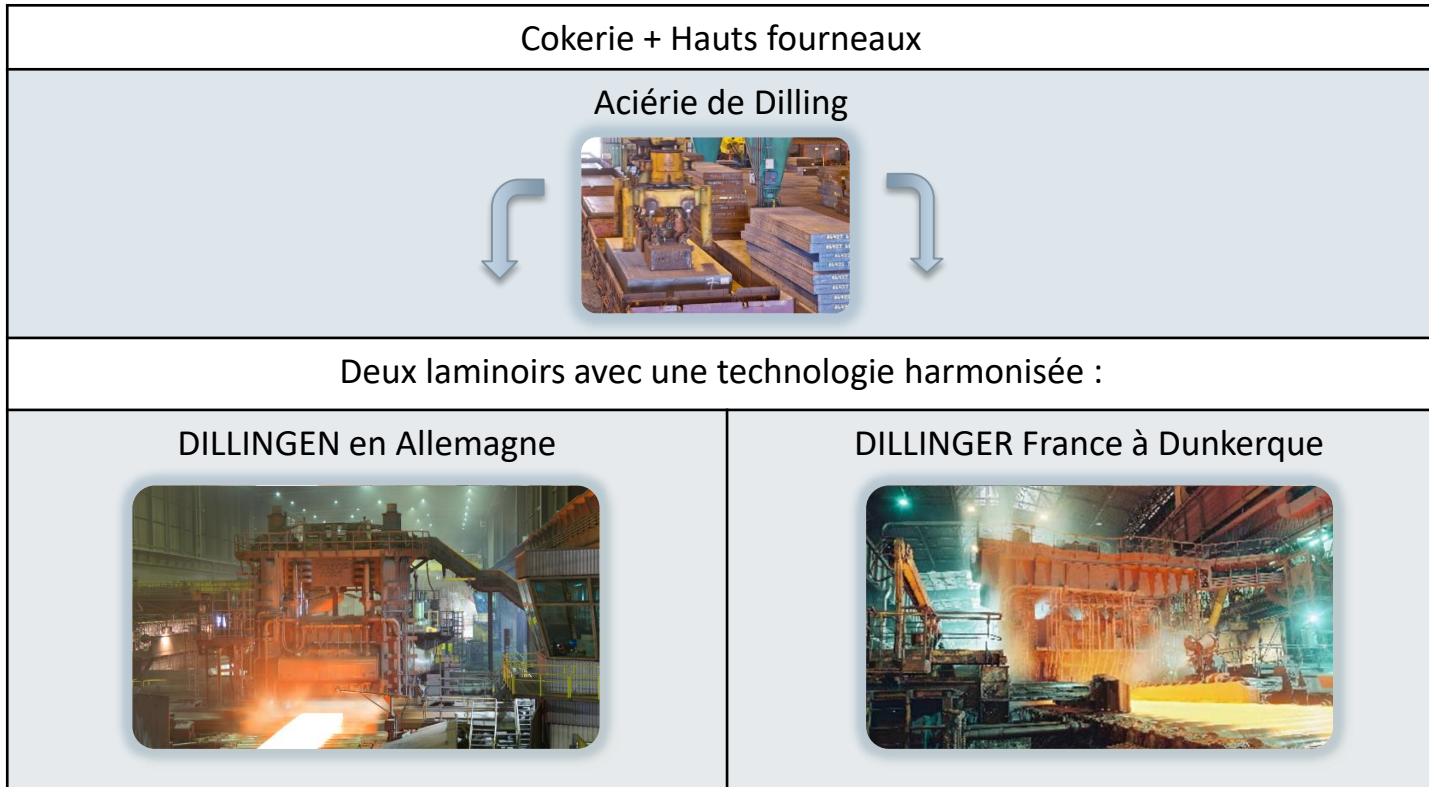 Cokerie + Hauts fourneaux
Aciérie de Dilling
Deux laminoirs avec une technologie harmonisée :
DILLINGEN en Allemagne
DILLINGER France à Dunkerque